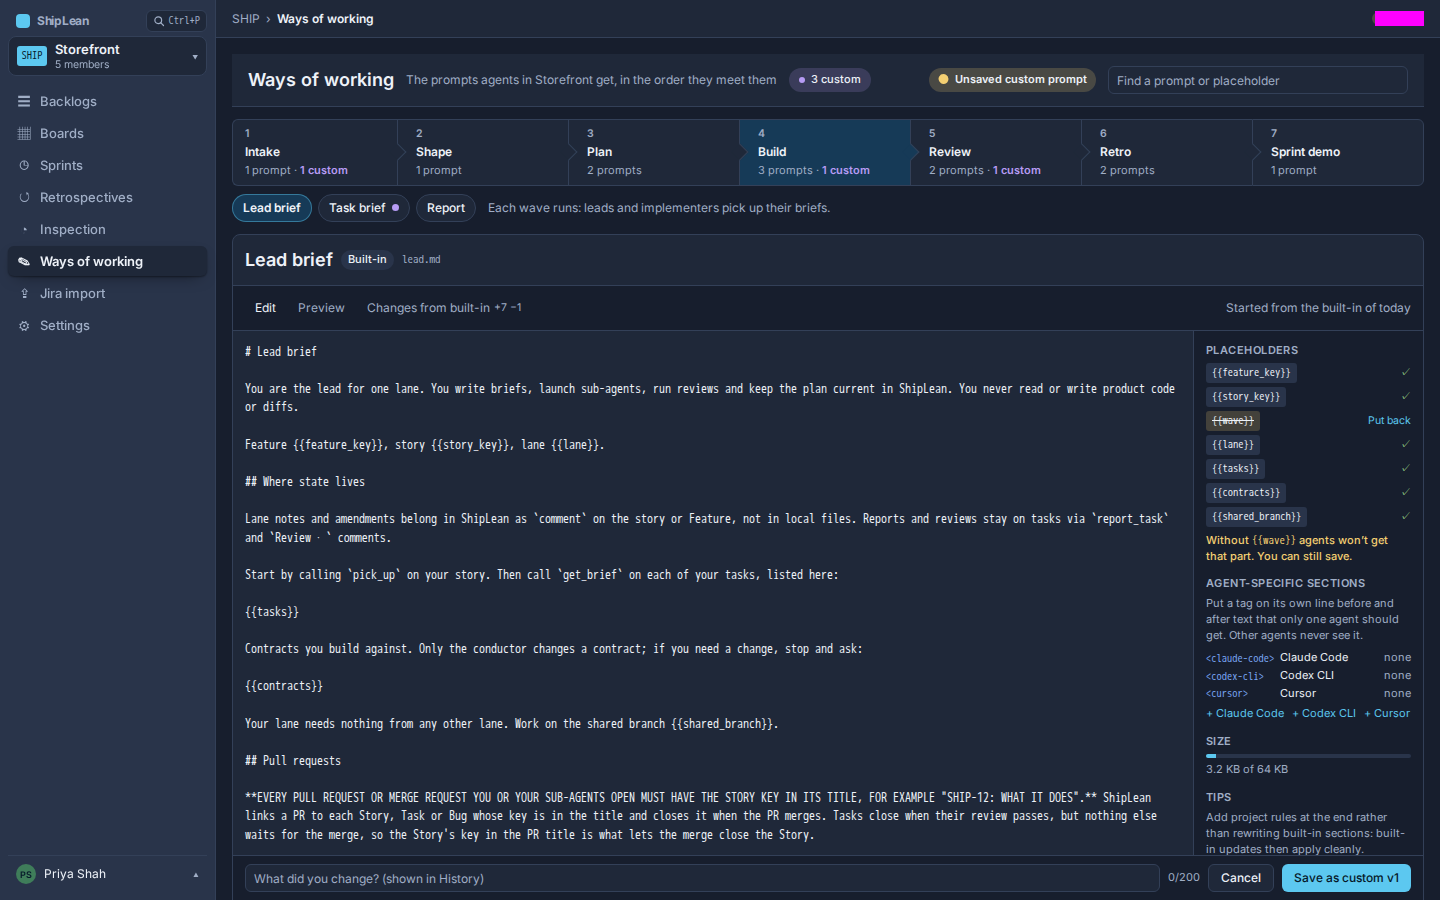 ShipLean
Ctrl+P
SHIP
Storefront
5 members
Backlogs
Boards
Sprints
Retrospectives
Inspection
Ways of working
Jira import
Settings
PS
Priya Shah
SHIP › Ways of working
Ways of working
The prompts agents in Storefront get, in the order they meet them
3 custom
Unsaved custom prompt
Find a prompt or placeholder
1
Intake
1 prompt · 1 custom
2
Shape
1 prompt
3
Plan
2 prompts
4
Build
3 prompts · 1 custom
5
Review
2 prompts · 1 custom
6
Retro
2 prompts
7
Sprint demo
1 prompt
Lead brief
Task brief
Report
Each wave runs: leads and implementers pick up their briefs.
Lead brief
Built-in
lead.md
Edit
Preview
Changes from built-in +7 −1
Started from the built-in of today
# Lead brief
You are the lead for one lane. You write briefs, launch sub-agents, run reviews and keep the plan current in ShipLean. You never read or write product code
or diffs.
Feature {{feature_key}}, story {{story_key}}, lane {{lane}}.
## Where state lives
Lane notes and amendments belong in ShipLean as `comment` on the story or Feature, not in local files. Reports and reviews stay on tasks via `report_task`
and `Review · ` comments.
Start by calling `pick_up` on your story. Then call `get_brief` on each of your tasks, listed here:
{{tasks}}
Contracts you build against. Only the conductor changes a contract; if you need a change, stop and ask:
{{contracts}}
Your lane needs nothing from any other lane. Work on the shared branch {{shared_branch}}.
## Pull requests
**EVERY PULL REQUEST OR MERGE REQUEST YOU OR YOUR SUB-AGENTS OPEN MUST HAVE THE STORY KEY IN ITS TITLE, FOR EXAMPLE "SHIP-12: WHAT IT DOES".** ShipLean
links a PR to each Story, Task or Bug whose key is in the title and closes it when the PR merges. Tasks close when their review passes, but nothing else
waits for the merge, so the Story's key in the PR title is what lets the merge close the Story.
PLACEHOLDERS
{{feature_key}} ✓
{{story_key}} ✓
{{wave}} Put back
{{lane}} ✓
{{tasks}} ✓
{{contracts}} ✓
{{shared_branch}} ✓
Without {{wave}} agents won't get
that part. You can still save.
AGENT-SPECIFIC SECTIONS
Put a tag on its own line before and
after text that only one agent should
get. Other agents never see it.
<claude-code> Claude Code none
<codex-cli> Codex CLI none
<cursor> Cursor none
+ Claude Code + Codex CLI + Cursor
SIZE
3.2 KB of 64 KB
TIPS
Add project rules at the end rather
than rewriting built-in sections: built-
in updates then apply cleanly.
What did you change? (shown in History)
0/200
Cancel
Save as custom v1